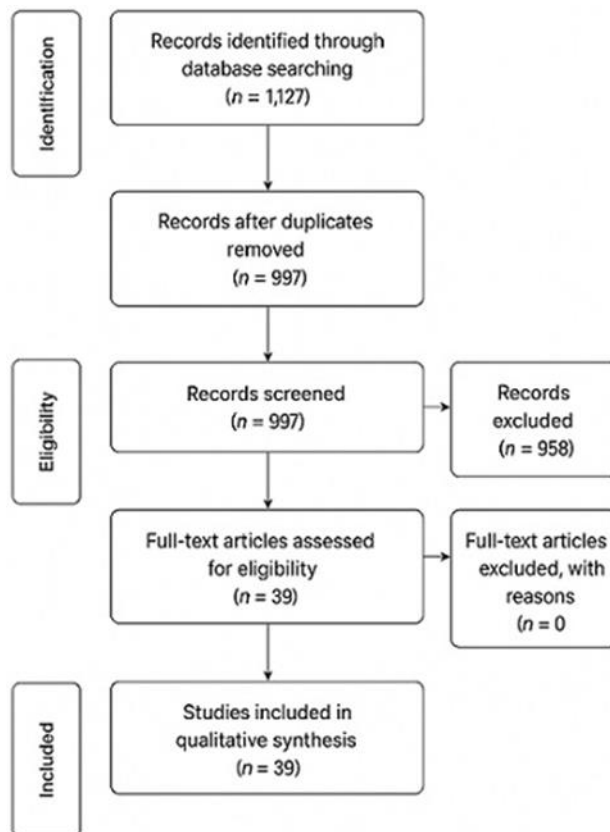 Identification
Records identified through
database searching
(n = 1,127)
Records after duplicates
removed
(n = 997)
Eligibility
Records screened
(n = 997)
Records
excluded
(n = 958)
Full-text articles assessed
for eligibility
(n = 39)
Full-text articles
excluded, with
reasons
(n = 0
Included
Studies included in
qualitative synthesis
(n = 39)